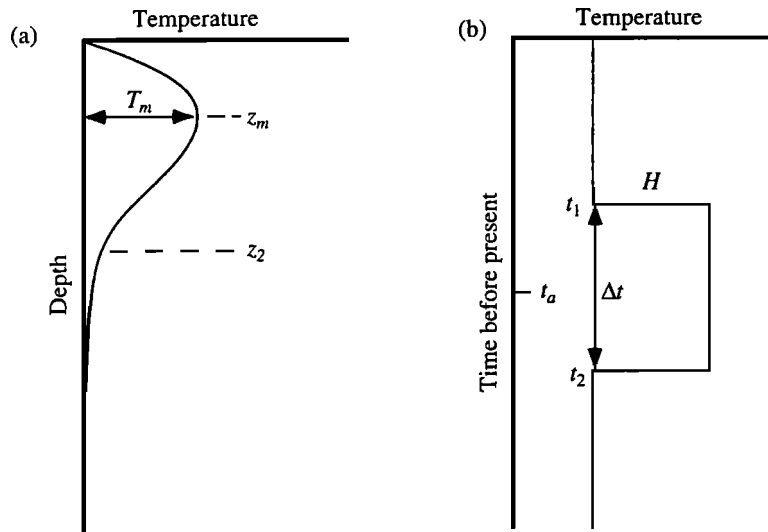 (a)
Temperature
T_m
z_m
z_2
Depth
(b)
Temperature
H
t_1
t_a
Δt
t_2
Time before present